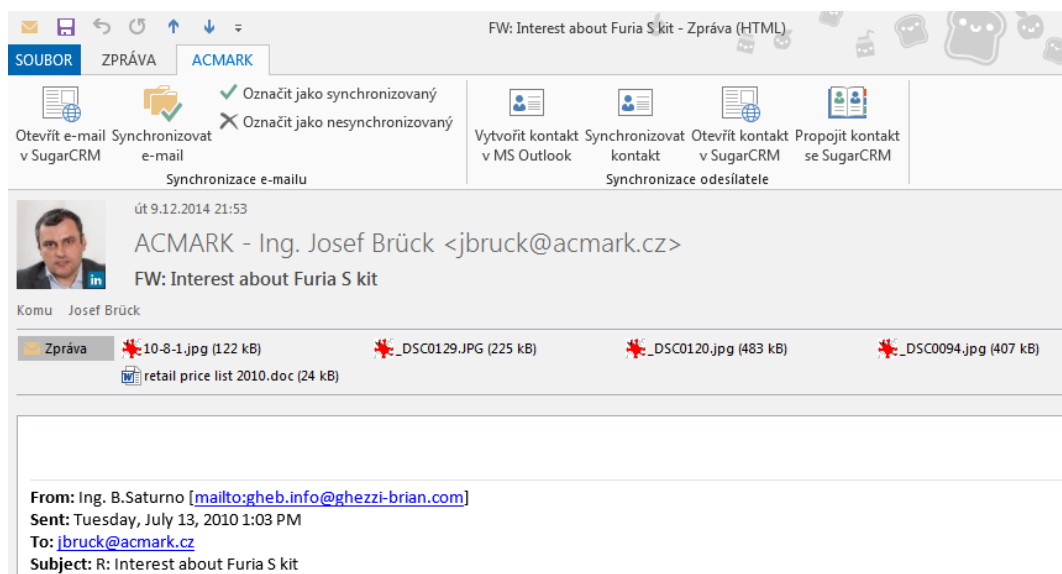 FW: Interest about Furia S kit - Zpráva (HTML)
SOUBOR ZPRÁVA ACMARK
Otevřít e-mail v SugarCRM
Synchronizovat e-mail
Označit jako synchronizovaný
Označit jako nesynchronizovaný
Synchronizace e-mailu
Vytvořit kontakt v MS Outlook
Synchronizovat kontakt
Otevřít kontakt v SugarCRM
Propojit kontakt se SugarCRM
Synchronizace odesílatele
út 9.12.2014 21:53
ACMARK - Ing. Josef Brück <jbruck@acmark.cz>
in
FW: Interest about Furia S kit
Komu Josef Brück
Zpráva 10-8-1.jpg (122 kB) _DSC0129.JPG (225 kB) _DSC0120.jpg (483 kB) _DSC0094.jpg (407 kB)
retail price list 2010.doc (24 kB)
From: Ing. B.Saturno [mailto:gheb.info@ghezzi-brian.com]
Sent: Tuesday, July 13, 2010 1:03 PM
To: jbruck@acmark.cz
Subject: R: Interest about Furia S kit